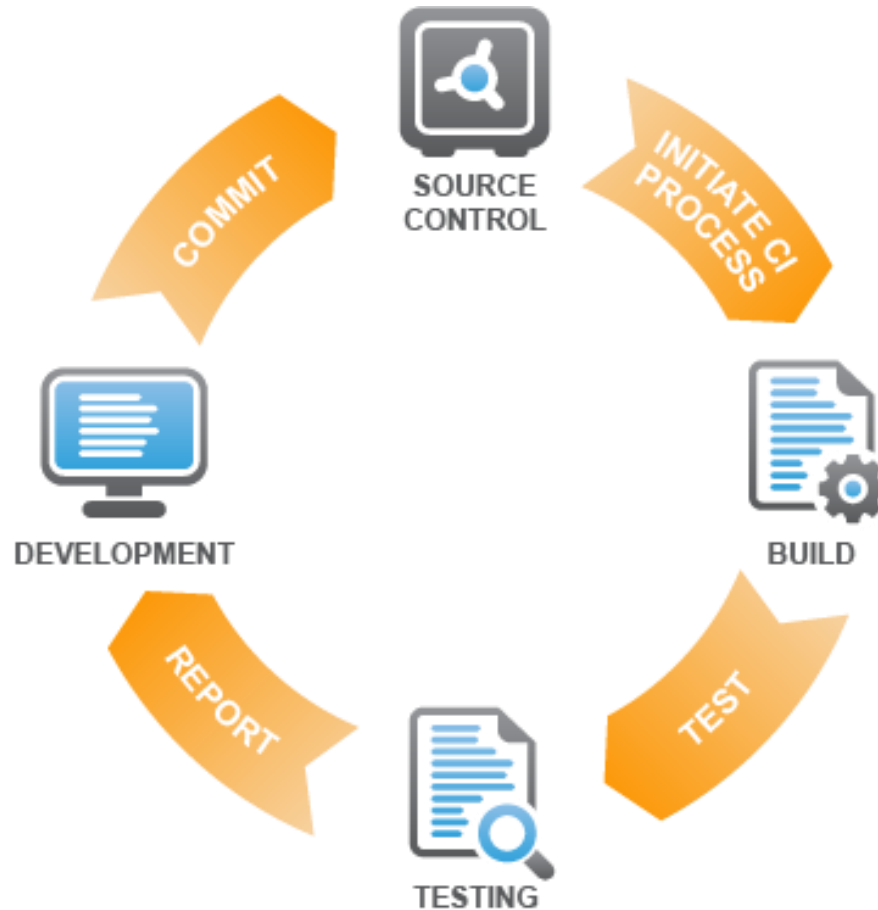 SOURCE
CONTROL
INITIATE CI
PROCESS
BUILD
TEST
TESTING
REPORT
DEVELOPMENT
COMMIT